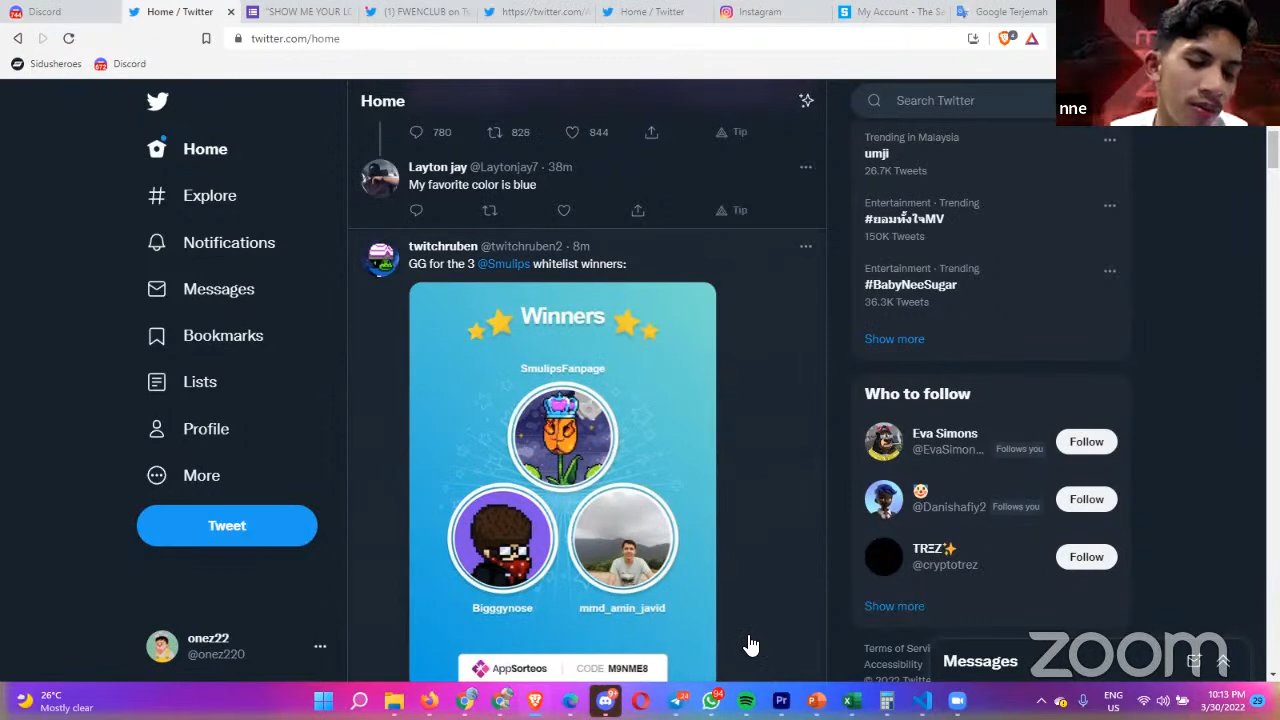 Discord
Home / Twitter
"SHOW ME YOUR LO
(1) FWENCLUB on T
https://twitter.com/
Home / Twitter
Instagram
My Account - The Sa
Google Terjemah
twitter.com/home
Sidusheroes
Discord
nne
Home
Explore
Notifications
Messages
Bookmarks
Lists
Profile
More
Tweet
onez22
@onez220
Home
780
828
844
Tip
Layton jay @Laytonjay7 · 38m
My favorite color is blue
Tip
twitchruben @twitchruben2 · 8m
GG for the 3 @Smulips whitelist winners:
Winners
SmulipsFanpage
Bigggynose
mmd_amin_javid
AppSorteos
CODE M9NME8
Search Twitter
Trending in Malaysia
umji
26.7K Tweets
Entertainment · Trending
#ยอมทั้งใจMV
150K Tweets
Entertainment · Trending
#BabyNeeSugar
36.3K Tweets
Show more
Who to follow
Eva Simons
@EvaSimon... Follows you
Follow
@Danishafiy2 Follows you
Follow
TRΞZ
@cryptotrez
Follow
Show more
Terms of Servi
Accessibility
© 2022 Twitter
Messages
zoom
26°C
Mostly clear
ENG
US
10:13 PM
3/30/2022